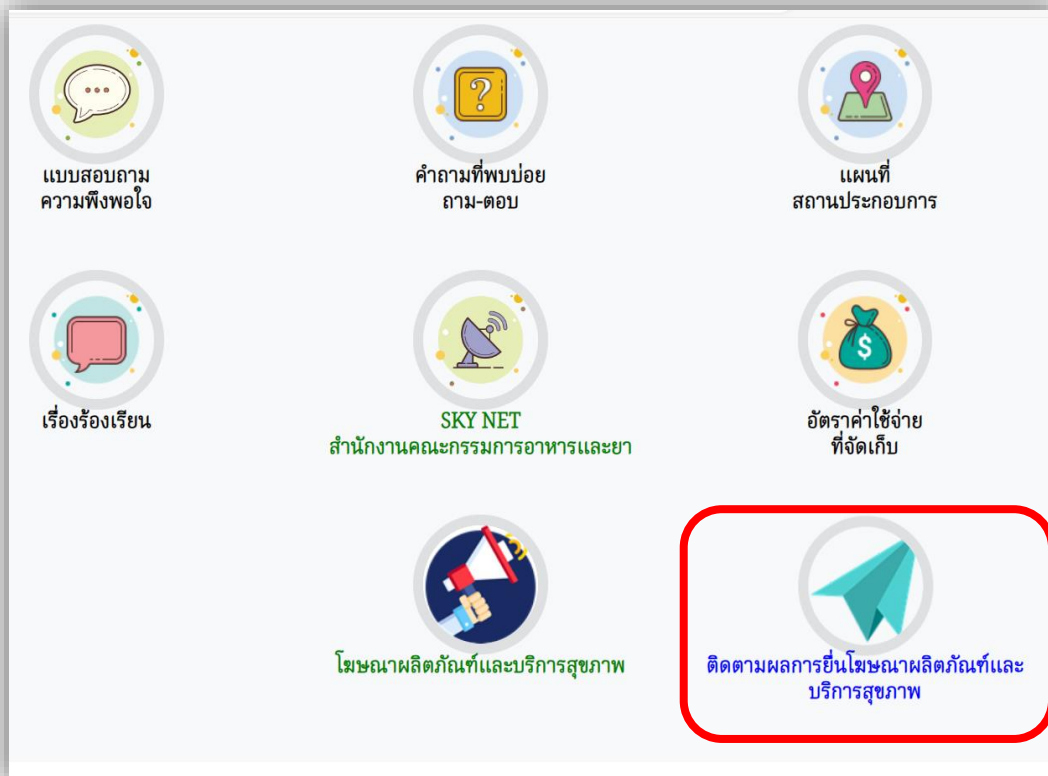 แบบสอบถาม
ความพึงพอใจ
คำถามที่พบบ่อย
ถาม-ตอบ
แผนที่
สถานประกอบการ
เรื่องร้องเรียน
SKY NET
สำนักงานคณะกรรมการอาหารและยา
อัตราค่าใช้จ่าย
ที่จัดเก็บ
โฆษณาผลิตภัณฑ์และบริการสุขภาพ
ติดตามผลการยื่นโฆษณาผลิตภัณฑ์และ
บริการสุขภาพ